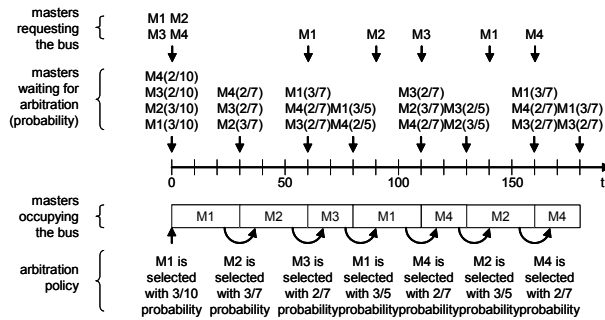 M1 M2
M3 M4
masters requesting the bus
M1 M2 M3 M1 M4
masters waiting for arbitration (probability)
M4(2/10)
M3(2/10) M4(2/7) M1(3/7) M3(2/7) M1(3/7)
M2(3/10) M3(2/7) M4(2/7) M1(3/5) M2(3/7) M3(2/5) M4(2/7) M1(3/7)
M1(3/10) M2(3/7) M3(2/7) M4(2/5) M4(2/7) M2(3/5) M3(2/7) M3(2/7)
0 50 100 150 t
masters occupying the bus
M1 M2 M3 M1 M4 M2 M4
arbitration policy
M1 is selected with 3/10 probability
M2 is selected with 3/7 probability
M3 is selected with 2/7 probability
M1 is selected with 3/5 probability
M4 is selected with 2/7 probability
M2 is selected with 3/5 probability
M4 is selected with 2/7 probability